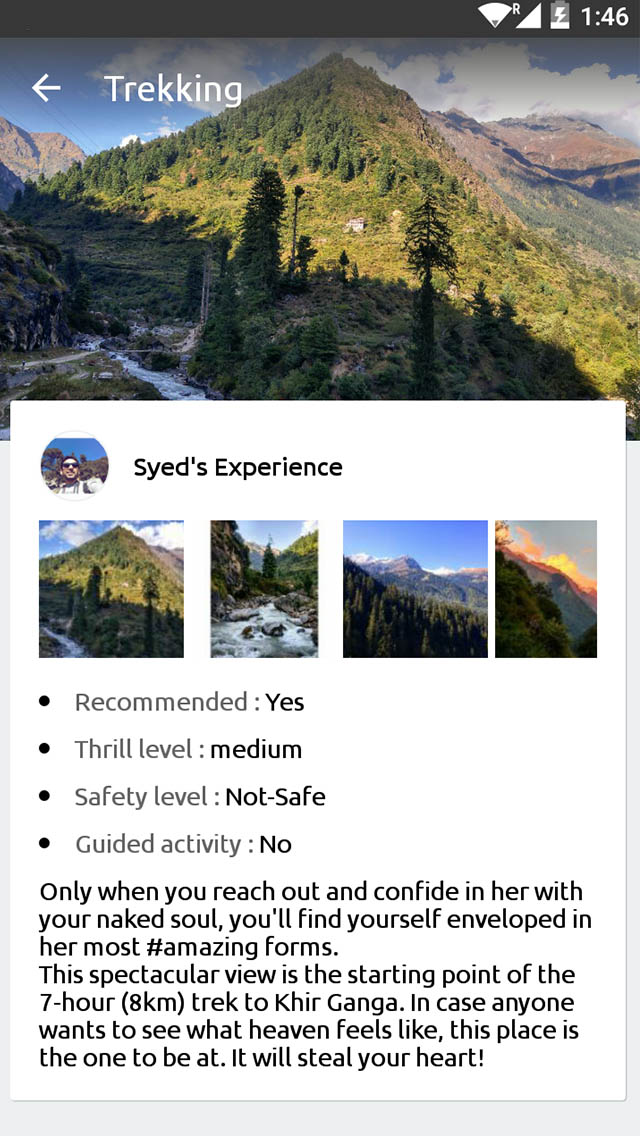 R 1:46
Trekking
Syed's Experience
Recommended : Yes
Thrill level : medium
Safety level : Not-Safe
Guided activity : No
Only when you reach out and confide in her with
your naked soul, you'll find yourself enveloped in
her most #amazing forms.
This spectacular view is the starting point of the
7-hour (8km) trek to Khir Ganga. In case anyone
wants to see what heaven feels like, this place is
the one to be at. It will steal your heart!